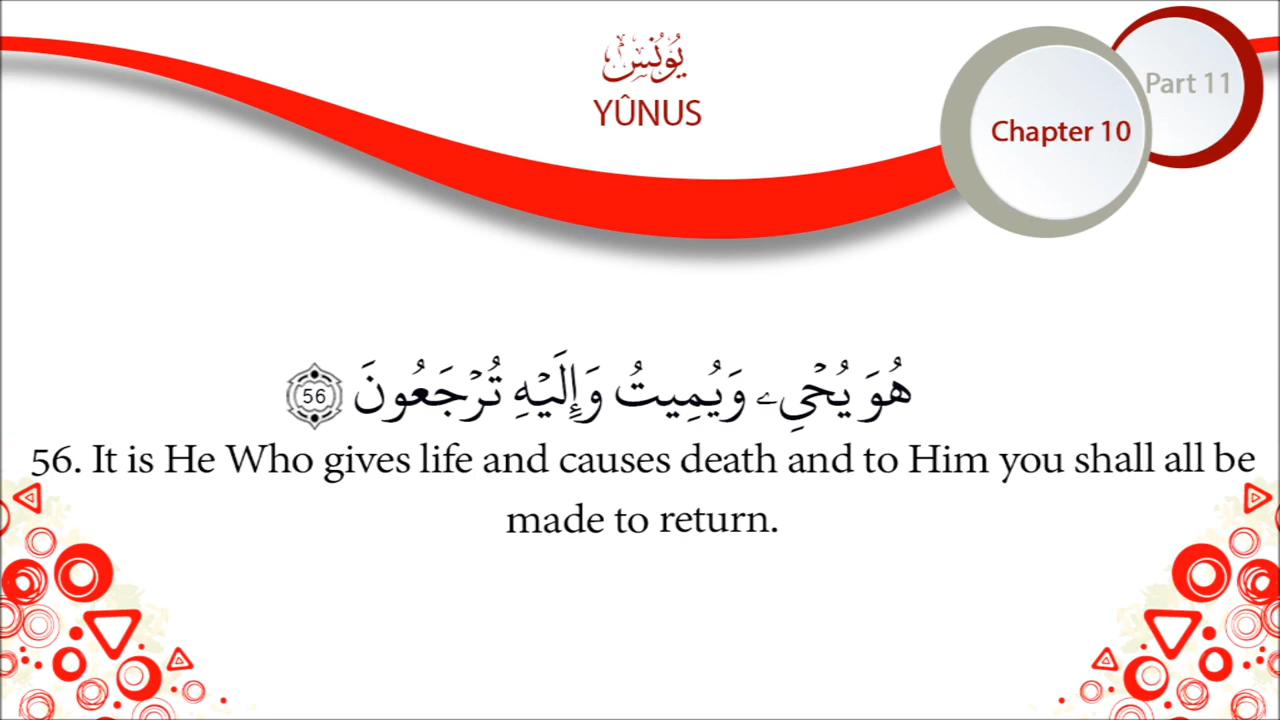 يُونُس
YÛNUS
Part 11
Chapter 10
هُوَ يُحْيِۦ وَيُمِيتُ وَإِلَيْهِ تُرْجَعُونَ 56
56. It is He Who gives life and causes death and to Him you shall all be
made to return.